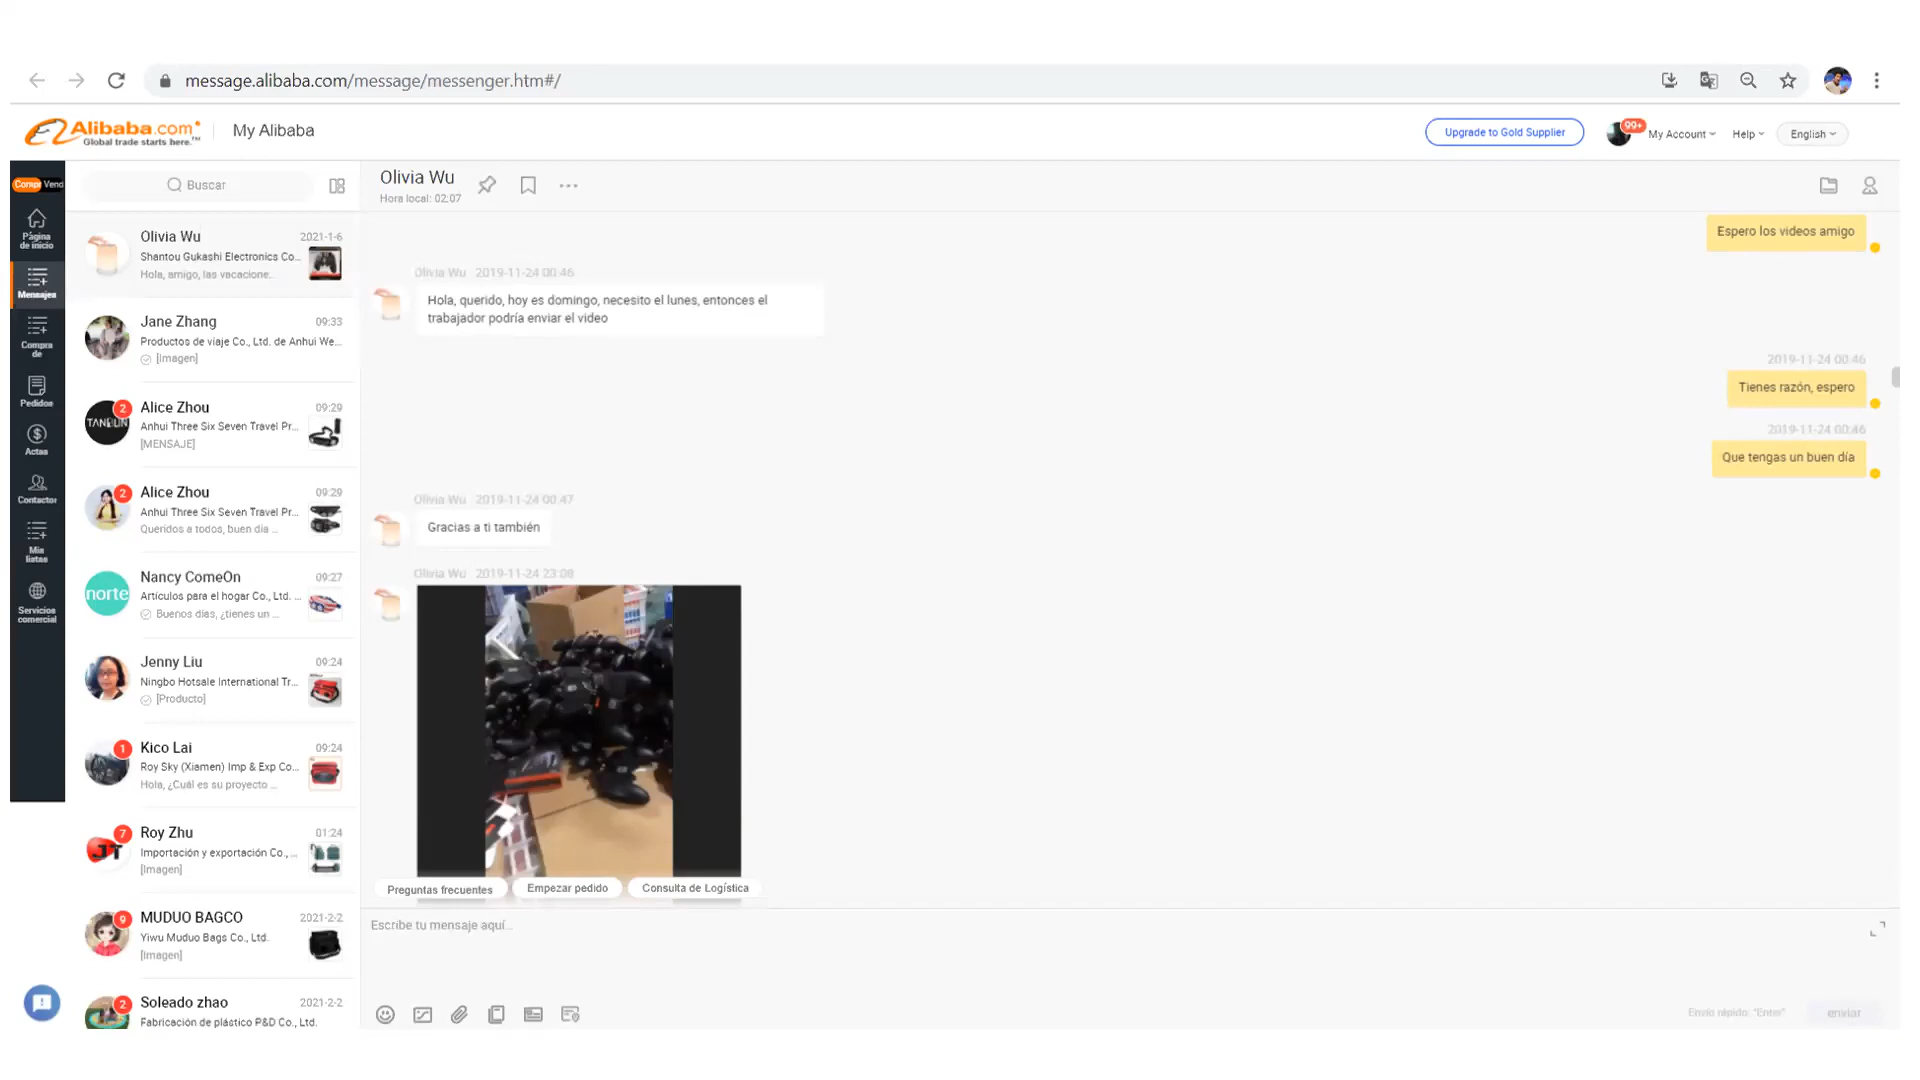 message.alibaba.com/message/messenger.htm#/
Alibaba.com
Global trade starts here.™
My Alibaba
Upgrade to Gold Supplier
99+
My Account
Help
English
Compr
Vend
Buscar
Olivia Wu
Hora local: 02:07
Página
de inicio
Mensajes
Compra
de
Pedidos
Actas
Contactor
Mis
listas
Servicios
comercial
Olivia Wu
2021-1-6
Shantou Gukashi Electronics Co...
Hola, amigo, las vacacione...
Jane Zhang
09:33
Productos de viaje Co., Ltd. de Anhui We...
[Imagen]
2
Alice Zhou
09:29
TANKUN
Anhui Three Six Seven Travel Pr...
[MENSAJE]
2
Alice Zhou
09:29
Anhui Three Six Seven Travel Pr...
Queridos a todos, buen día ...
Nancy ComeOn
09:27
norte
Artículos para el hogar Co., Ltd. ...
Buenos días, ¿tienes un ...
Jenny Liu
09:24
Ningbo Hotsale International Tr...
[Producto]
1
Kico Lai
09:24
Roy Sky (Xiamen) Imp & Exp Co...
Hola, ¿Cuál es su proyecto ...
7
Roy Zhu
01:24
JT
Importación y exportación Co., ...
[Imagen]
9
MUDUO BAGCO
2021-2-2
Yiwu Muduo Bags Co., Ltd.
[Imagen]
2
Soleado zhao
2021-2-2
Fabricación de plástico P&D Co., Ltd.
Espero los videos amigo
Olivia Wu 2019-11-24 00:46
Hola, querido, hoy es domingo, necesito el lunes, entonces el
trabajador podría enviar el video
2019-11-24 00:46
Tienes razón, espero
2019-11-24 00:46
Que tengas un buen día
Olivia Wu 2019-11-24 00:47
Gracias a ti también
Olivia Wu 2019-11-24 23:08
Preguntas frecuentes
Empezar pedido
Consulta de Logística
Escribe tu mensaje aquí...
Envío rápido: "Enter"
enviar